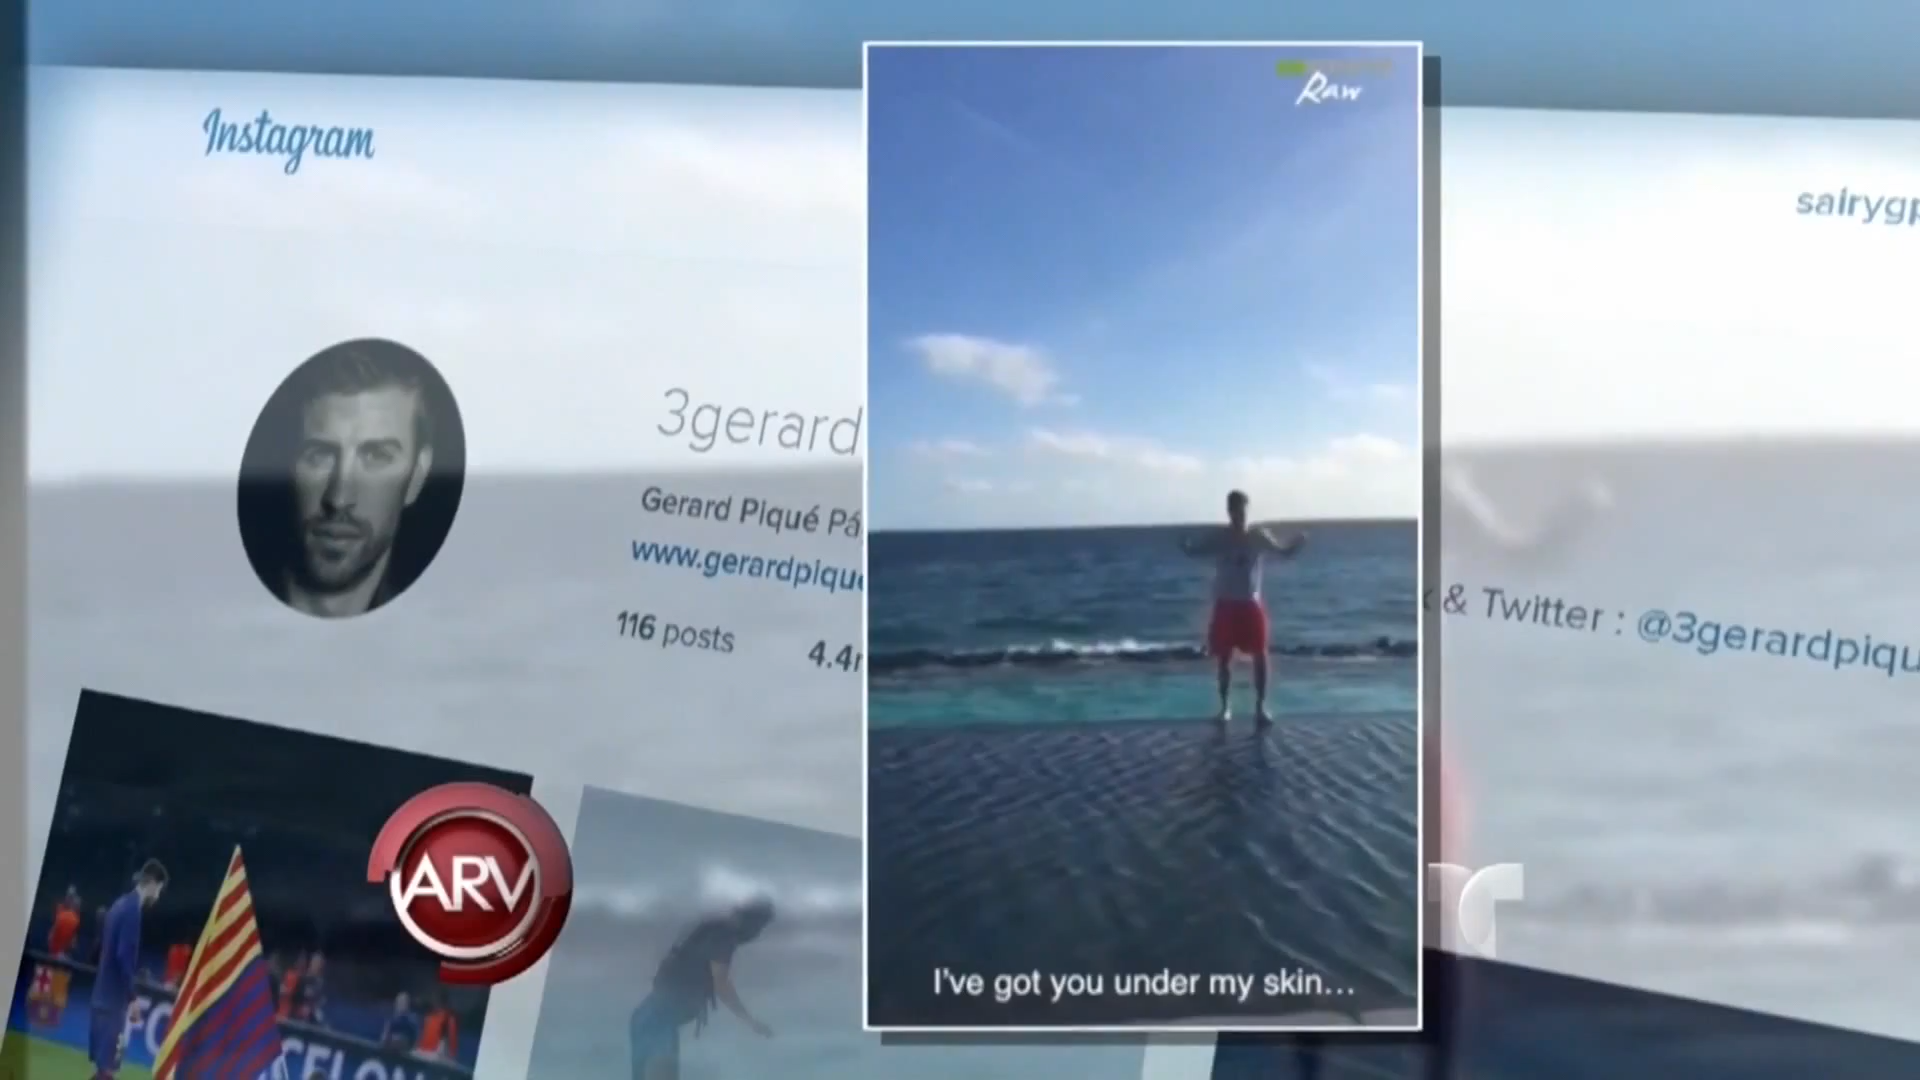 Instagram
Raw
sairygp
3gerard
Gerard Piqué Pá
www.gerardpiqué
& Twitter : @3gerardpiqu
116 posts
4.4
ARV
I've got you under my skin...